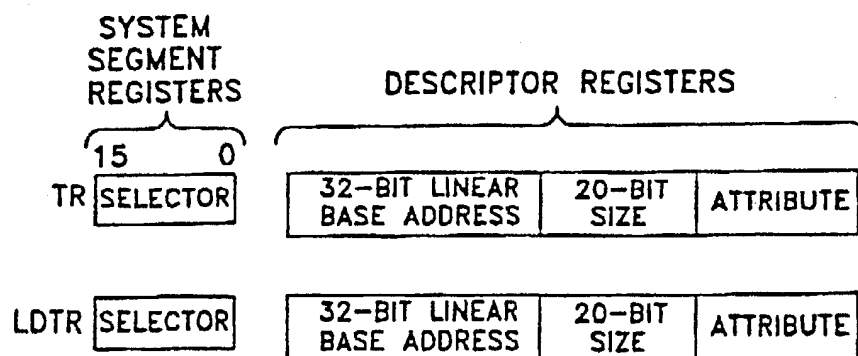 SYSTEM
SEGMENT
REGISTERS
DESCRIPTOR REGISTERS
15 0
TR SELECTOR 32-BIT LINEAR BASE ADDRESS 20-BIT SIZE ATTRIBUTE
LDTR SELECTOR 32-BIT LINEAR BASE ADDRESS 20-BIT SIZE ATTRIBUTE